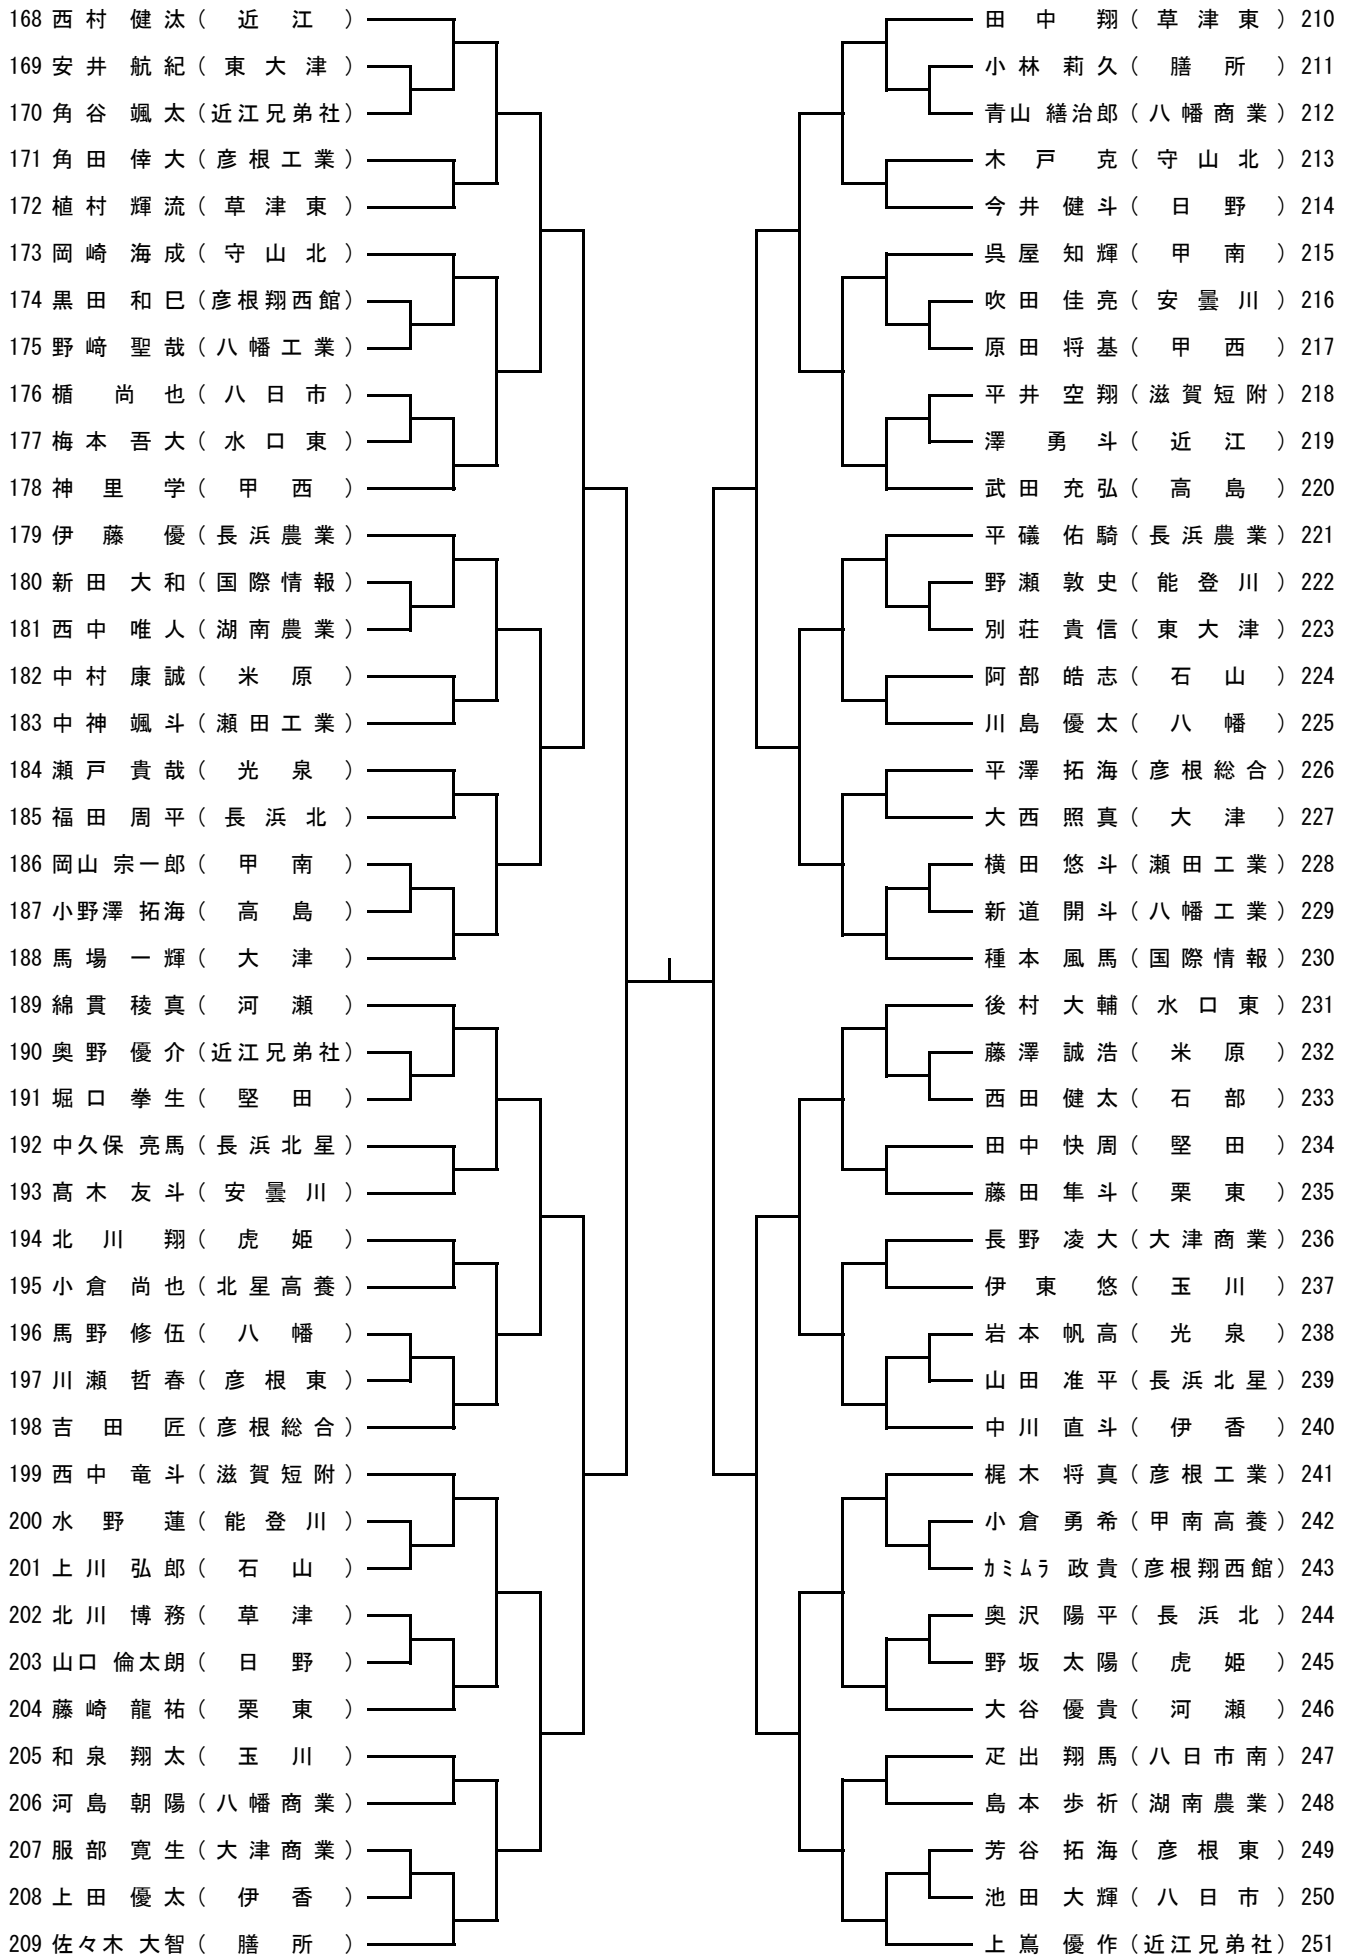 168 西村 健汰 ( 近江 )
169 安井 航紀 ( 東大津 )
170 角谷 颯太 (近江兄弟社)
171 角田 倖大 ( 彦根工業 )
172 植村 輝流 ( 草津東 )
173 岡崎 海成 ( 守山北 )
174 黒田 和巳 (彦根翔西館)
175 野﨑 聖哉 ( 八幡工業 )
176 楯 尚也 ( 八日市 )
177 梅本 吾大 ( 水口東 )
178 神里 学 ( 甲西 )
179 伊藤 優 ( 長浜農業 )
180 新田 大和 ( 国際情報 )
181 西中 唯人 ( 湖南農業 )
182 中村 康誠 ( 米原 )
183 中神 颯斗 ( 瀬田工業 )
184 瀬戸 貴哉 ( 光泉 )
185 福田 周平 ( 長浜北 )
186 岡山 宗一郎 ( 甲南 )
187 小野澤 拓海 ( 高島 )
188 馬場 一輝 ( 大津 )
189 綿貫 稜真 ( 河瀬 )
190 奥野 優介 (近江兄弟社)
191 堀口 拳生 ( 堅田 )
192 中久保 亮馬 ( 長浜北星 )
193 髙木 友斗 ( 安曇川 )
194 北川 翔 ( 虎姫 )
195 小倉 尚也 ( 北星高養 )
196 馬野 修伍 ( 八幡 )
197 川瀬 哲春 ( 彦根東 )
198 吉田 匠 ( 彦根総合 )
199 西中 竜斗 ( 滋賀短附 )
200 水野 蓮 ( 能登川 )
201 上川 弘郎 ( 石山 )
202 北川 博務 ( 草津 )
203 山口 倫太朗 ( 日野 )
204 藤崎 龍祐 ( 栗東 )
205 和泉 翔太 ( 玉川 )
206 河島 朝陽 ( 八幡商業 )
207 服部 寛生 ( 大津商業 )
208 上田 優太 ( 伊香 )
209 佐々木 大智 ( 膳所 )
田中 翔 ( 草津東 ) 210
小林 莉久 ( 膳所 ) 211
青山 繕治郎 ( 八幡商業 ) 212
木戸 克 ( 守山北 ) 213
今井 健斗 ( 日野 ) 214
呉屋 知輝 ( 甲南 ) 215
吹田 佳亮 ( 安曇川 ) 216
原田 将基 ( 甲西 ) 217
平井 空翔 ( 滋賀短附 ) 218
澤 勇斗 ( 近江 ) 219
武田 充弘 ( 高島 ) 220
平礒 佑騎 ( 長浜農業 ) 221
野瀬 敦史 ( 能登川 ) 222
別荘 貴信 ( 東大津 ) 223
阿部 皓志 ( 石山 ) 224
川島 優太 ( 八幡 ) 225
平澤 拓海 ( 彦根総合 ) 226
大西 照真 ( 大津 ) 227
横田 悠斗 ( 瀬田工業 ) 228
新道 開斗 ( 八幡工業 ) 229
種本 風馬 ( 国際情報 ) 230
後村 大輔 ( 水口東 ) 231
藤澤 誠浩 ( 米原 ) 232
西田 健太 ( 石部 ) 233
田中 快周 ( 堅田 ) 234
藤田 隼斗 ( 栗東 ) 235
長野 凌大 ( 大津商業 ) 236
伊東 悠 ( 玉川 ) 237
岩本 帆高 ( 光泉 ) 238
山田 准平 ( 長浜北星 ) 239
中川 直斗 ( 伊香 ) 240
梶木 将真 ( 彦根工業 ) 241
小倉 勇希 ( 甲南高養 ) 242
ｶﾐﾑﾗ 政貴 (彦根翔西館) 243
奥沢 陽平 ( 長浜北 ) 244
野坂 太陽 ( 虎姫 ) 245
大谷 優貴 ( 河瀬 ) 246
疋出 翔馬 ( 八日市南 ) 247
島本 歩祈 ( 湖南農業 ) 248
芳谷 拓海 ( 彦根東 ) 249
池田 大輝 ( 八日市 ) 250
上嶌 優作 (近江兄弟社) 251